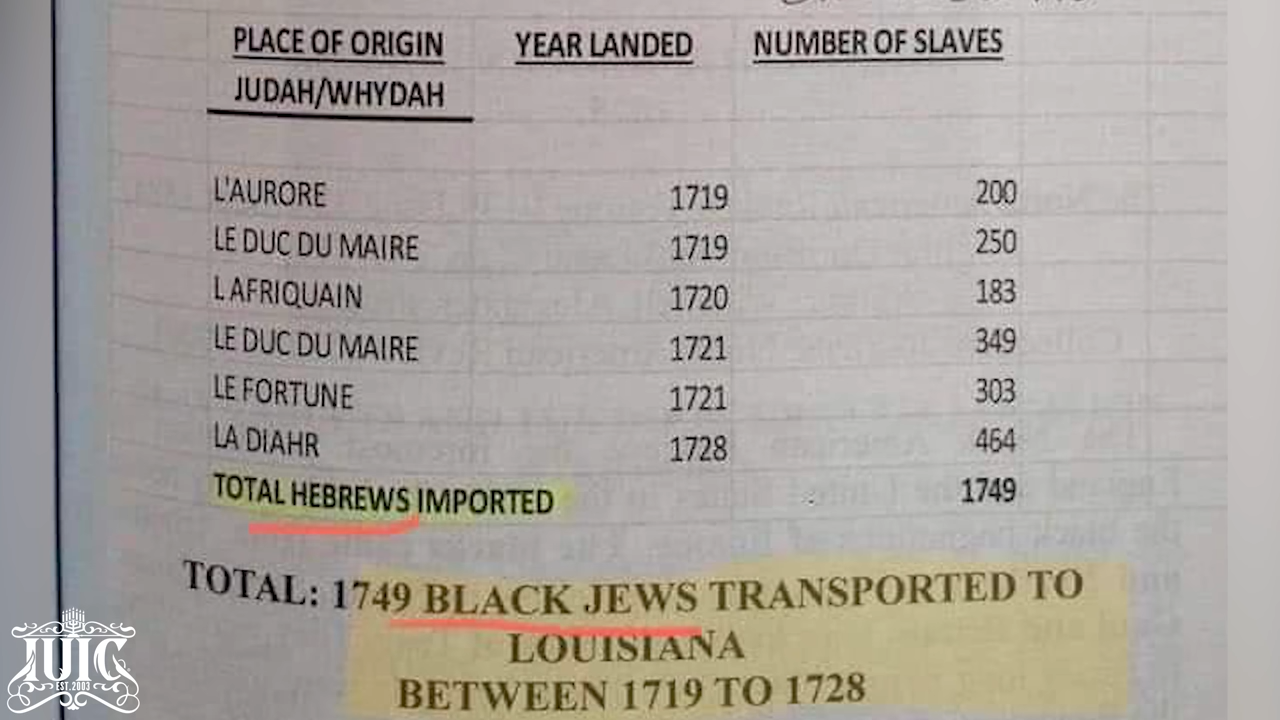 PLACE OF ORIGIN YEAR LANDED NUMBER OF SLAVES
JUDAH/WHYDAH
L'AURORE 1719 200
LE DUC DU MAIRE 1719 250
LAFRIQUAIN 1720 183
LE DUC DU MAIRE 1721 349
LE FORTUNE 1721 303
LA DIAHR 1728 464
TOTAL HEBREWS IMPORTED 1749
TOTAL: 1749 BLACK JEWS TRANSPORTED TO
LOUISIANA
BETWEEN 1719 TO 1728
IUIC
EST. 2003